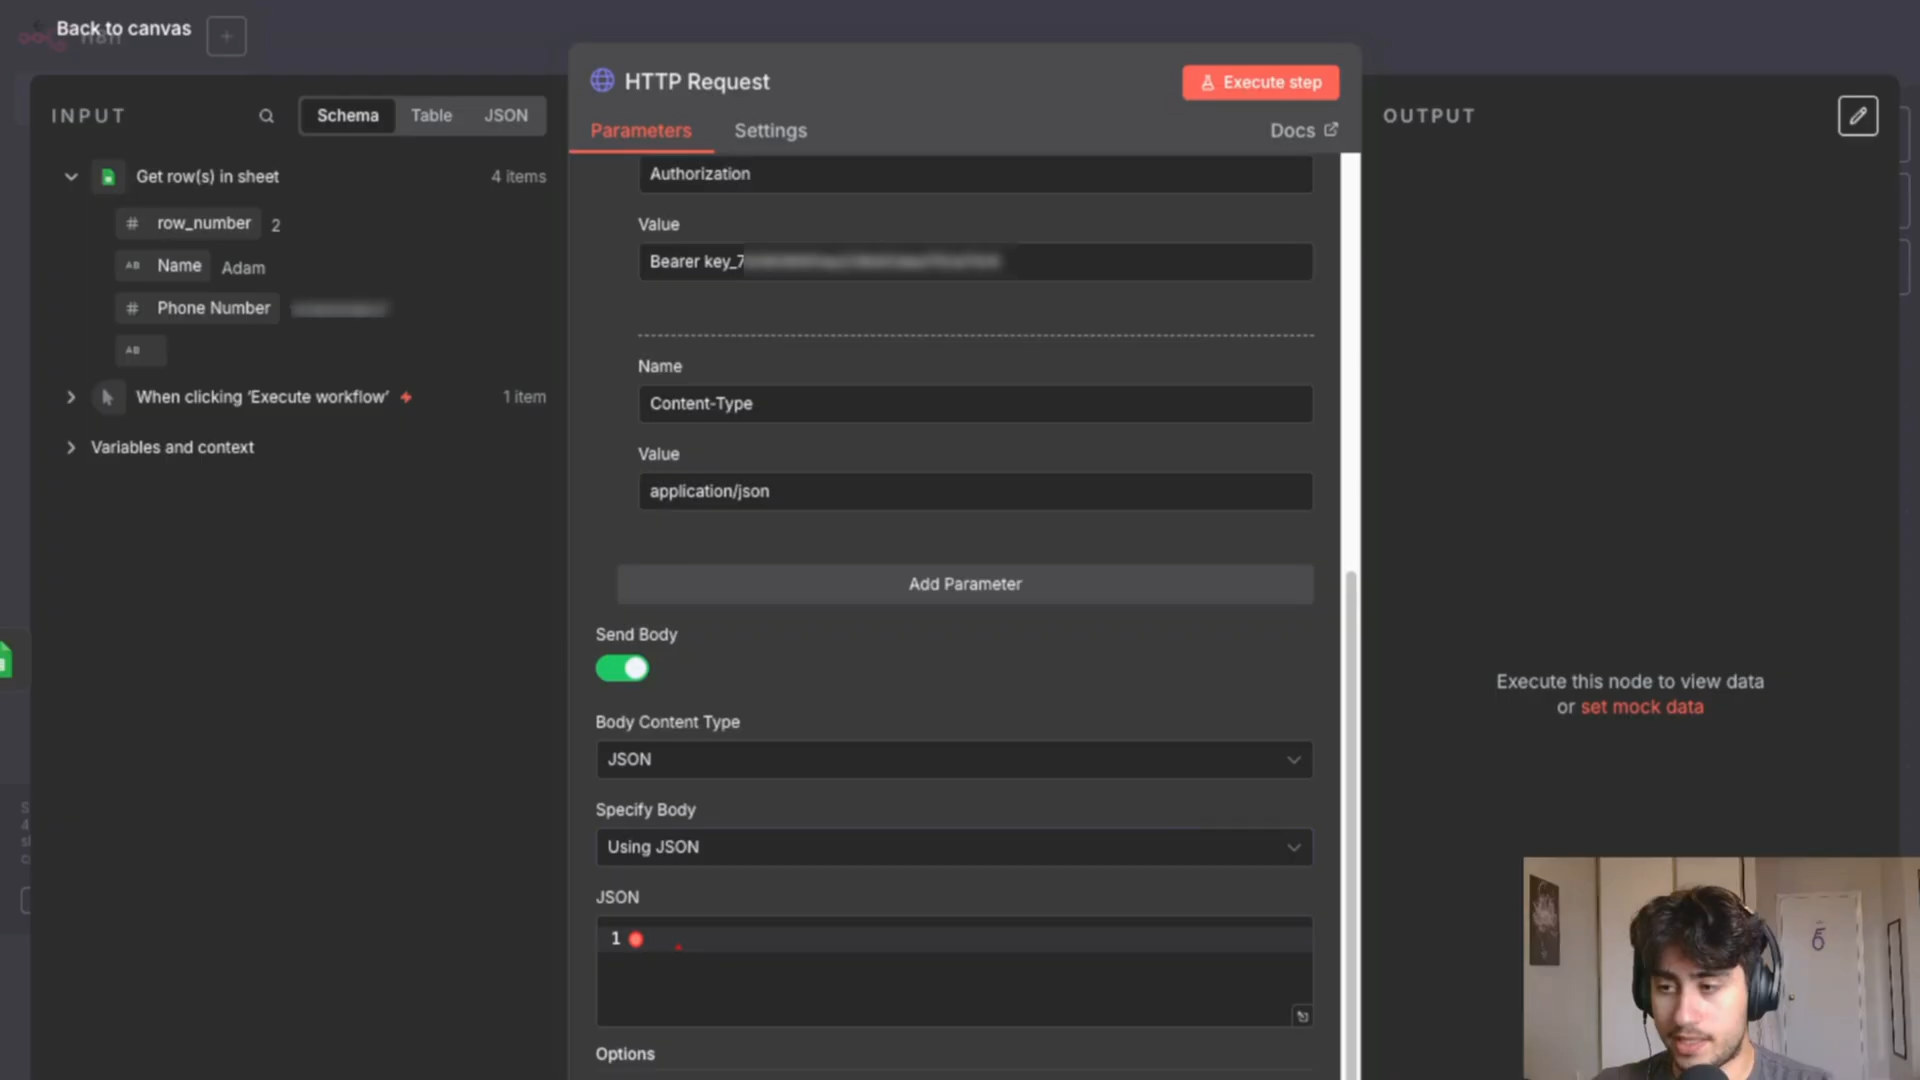 Back to canvas
n8n
INPUT
Schema
Table
JSON
Get row(s) in sheet
4 items
# row_number 2
AB Name Adam
# Phone Number
AB
When clicking ‘Execute workflow’
1 item
Variables and context
HTTP Request
Execute step
Parameters
Settings
Docs
Authorization
Value
Bearer key_7
Name
Content-Type
Value
application/json
Add Parameter
Send Body
Body Content Type
JSON
Specify Body
Using JSON
JSON
1
Options
OUTPUT
Execute this node to view data
or set mock data